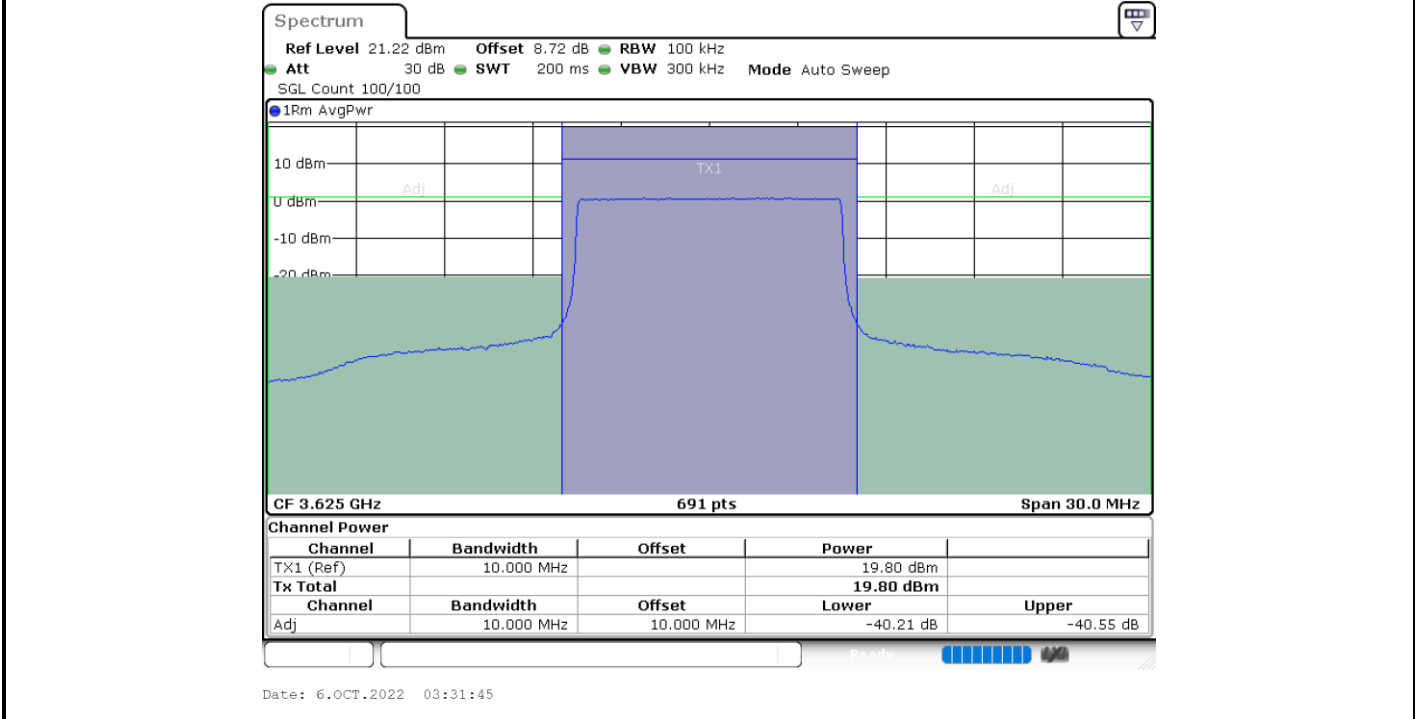 Spectrum
Ref Level 21.22 dBm Offset 8.72 dB RBW 100 kHz
Att 30 dB SWT 200 ms VBW 300 kHz Mode Auto Sweep
SGL Count 100/100
1Rm AvgPwr
10 dBm
TX1
Adj Adj
0 dBm
-10 dBm
-20 dBm
CF 3.625 GHz 691 pts Span 30.0 MHz
Channel Power
Channel Bandwidth Offset Power
TX1 (Ref) 10.000 MHz 19.80 dBm
Tx Total 19.80 dBm
Channel Bandwidth Offset Lower Upper
Adj 10.000 MHz 10.000 MHz -40.21 dB -40.55 dB
Ready
Date: 6.OCT.2022 03:31:45